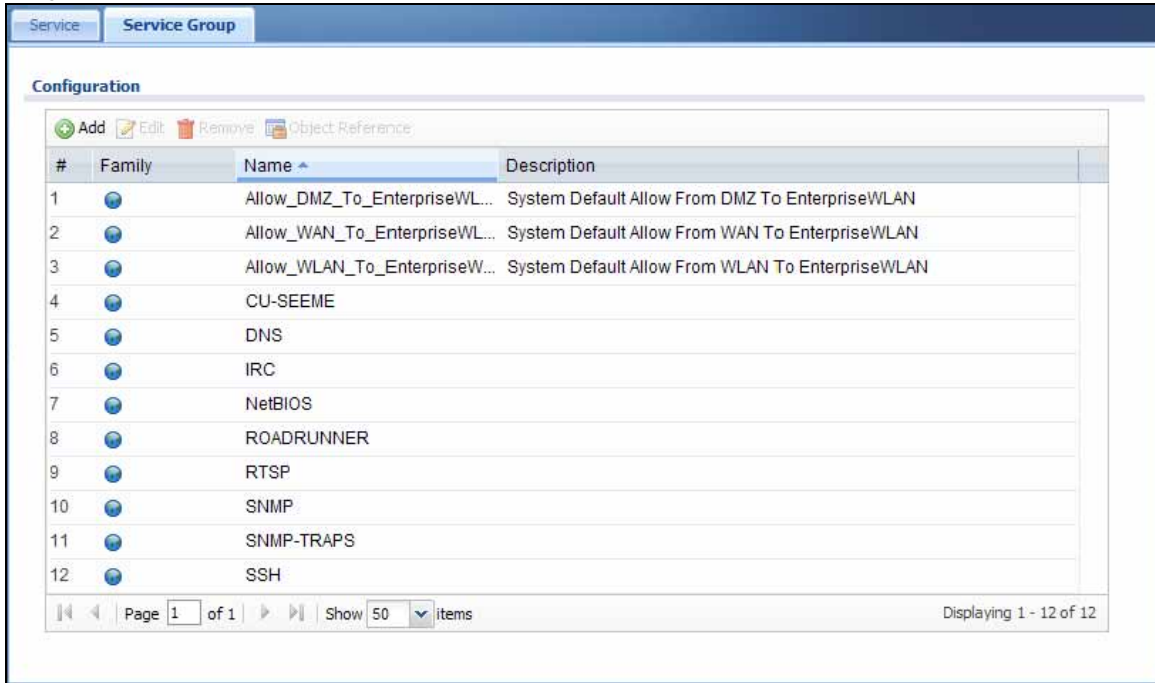 Service Service Group
Configuration
Add Edit Remove Object Reference
# Family Name Description
1 Allow_DMZ_To_EnterpriseWL... System Default Allow From DMZ To EnterpriseWLAN
2 Allow_WAN_To_EnterpriseWL... System Default Allow From WAN To EnterpriseWLAN
3 Allow_WLAN_To_EnterpriseW... System Default Allow From WLAN To EnterpriseWLAN
4 CU-SEEME
5 DNS
6 IRC
7 NetBIOS
8 ROADRUNNER
9 RTSP
10 SNMP
11 SNMP-TRAPS
12 SSH
Page 1 of 1 Show 50 items Displaying 1 - 12 of 12